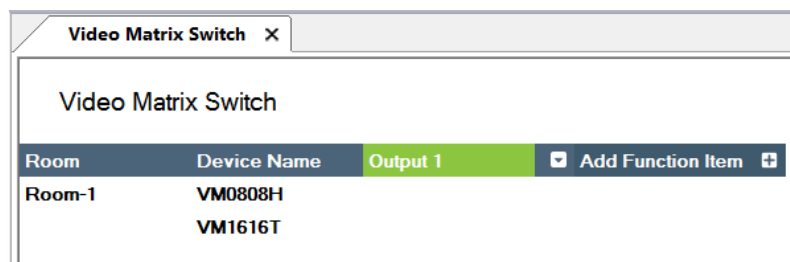 Video Matrix Switch
Video Matrix Switch
Room Device Name Output 1 Add Function Item
Room-1 VM0808H
VM1616T